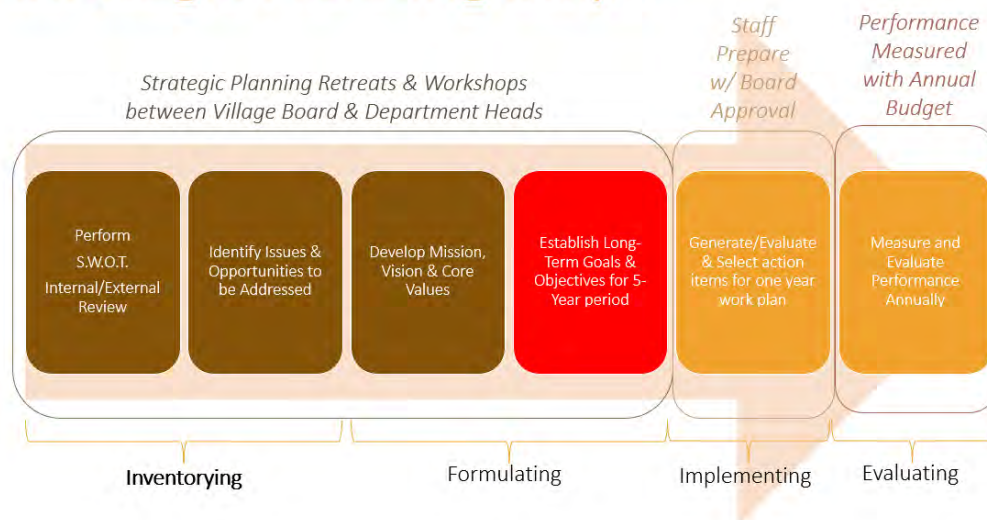 Strategic Planning Retreats & Workshops
between Village Board & Department Heads
Staff
Prepare
w/ Board
Approval
Performance
Measured
with Annual
Budget
Perform
S.W.O.T.
Internal/External
Review
Identify Issues &
Opportunities to
be Addressed
Develop Mission,
Vision & Core
Values
Establish Long-
Term Goals &
Objectives for 5-
Year period
Generate/Evaluate
& Select action
items for one year
work plan
Measure and
Evaluate
Performance
Annually
Inventorying
Formulating
Implementing
Evaluating